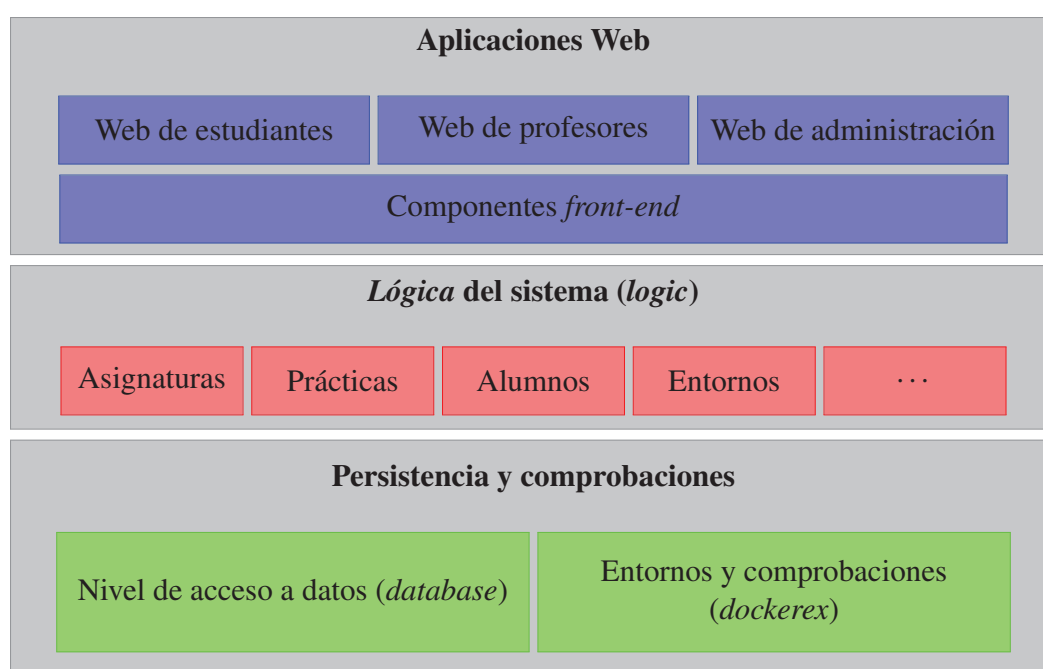 Aplicaciones Web
Web de estudiantes
Web de profesores
Web de administración
Componentes front-end
Lógica del sistema (logic)
Asignaturas
Prácticas
Alumnos
Entornos
...
Persistencia y comprobaciones
Nivel de acceso a datos (database)
Entornos y comprobaciones
(dockerex)